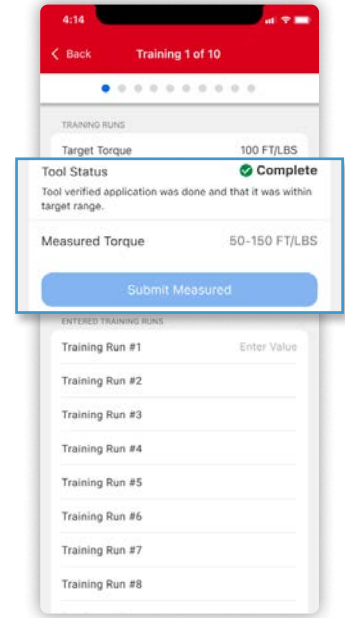 4:14
Back Training 1 of 10
TRAINING RUNS
Target Torque 100 FT/LBS
Tool Status Complete
Tool verified application was done and that it was within
target range.
Measured Torque 50-150 FT/LBS
Submit Measured
ENTERED TRAINING RUNS
Training Run #1 Enter Value
Training Run #2
Training Run #3
Training Run #4
Training Run #5
Training Run #6
Training Run #7
Training Run #8